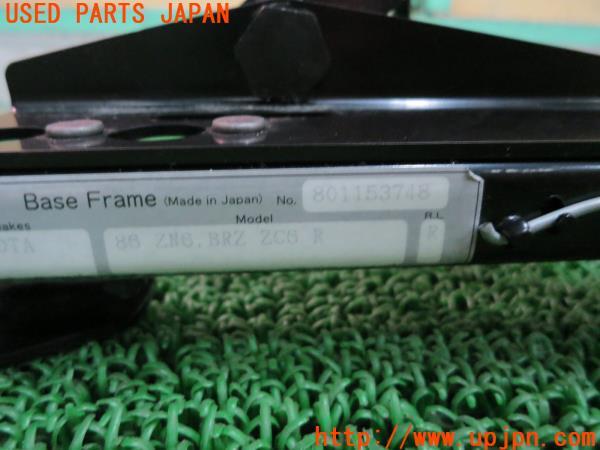 USED PARTS JAPAN
Base Frame (Made in Japan) No. 801153748
Model R.L
86 ZN6.BRZ ZC6 R R
http://www.upjpn.com